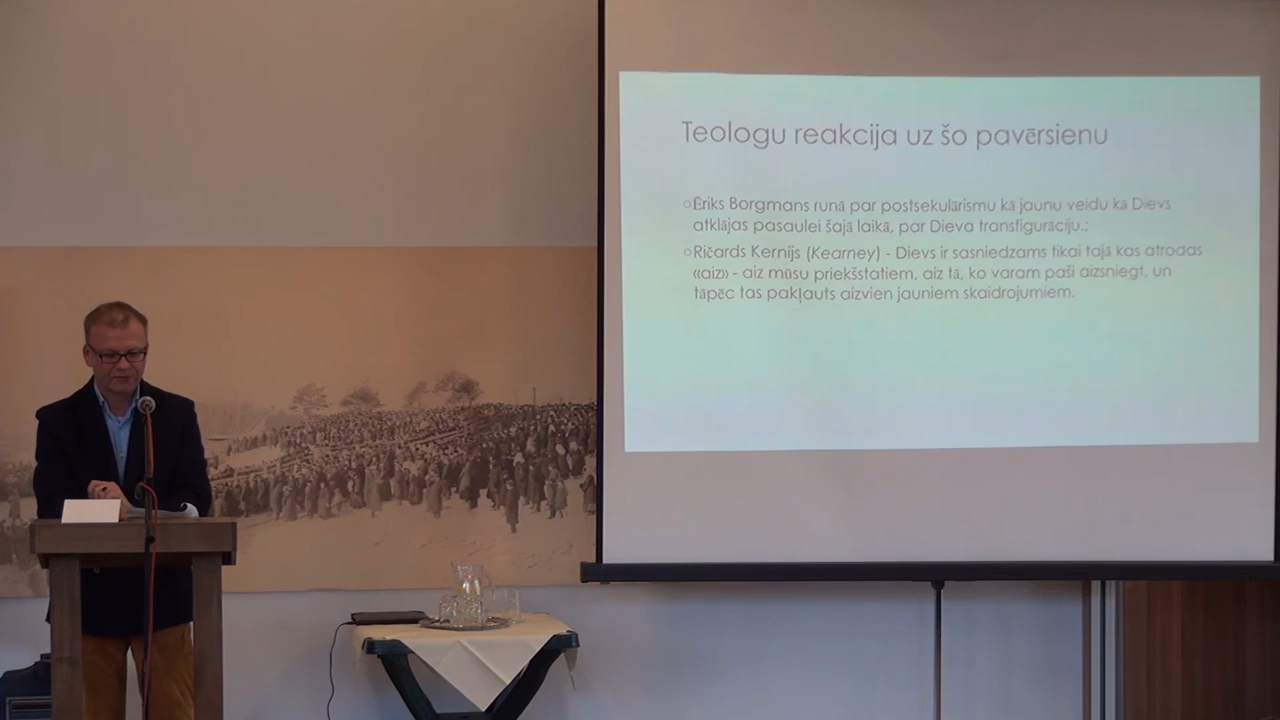 Teologu reakcija uz šo pavērsienu
Ēriks Borgmans runā par postsekulārismu kā jaunu veidu kā Dievs
atklājas pasaulei šajā laikā, par Dieva transfigurāciju.:
Ričards Kernijs (Kearney) - Dievs ir sasniedzams tikai tajā kas atrodas
«aiz» - aiz mūsu priekšstatiem, aiz tā, ko varam paši aizsniegt, un
tāpēc tas pakļauts aizvien jauniem skaidrojumiem.